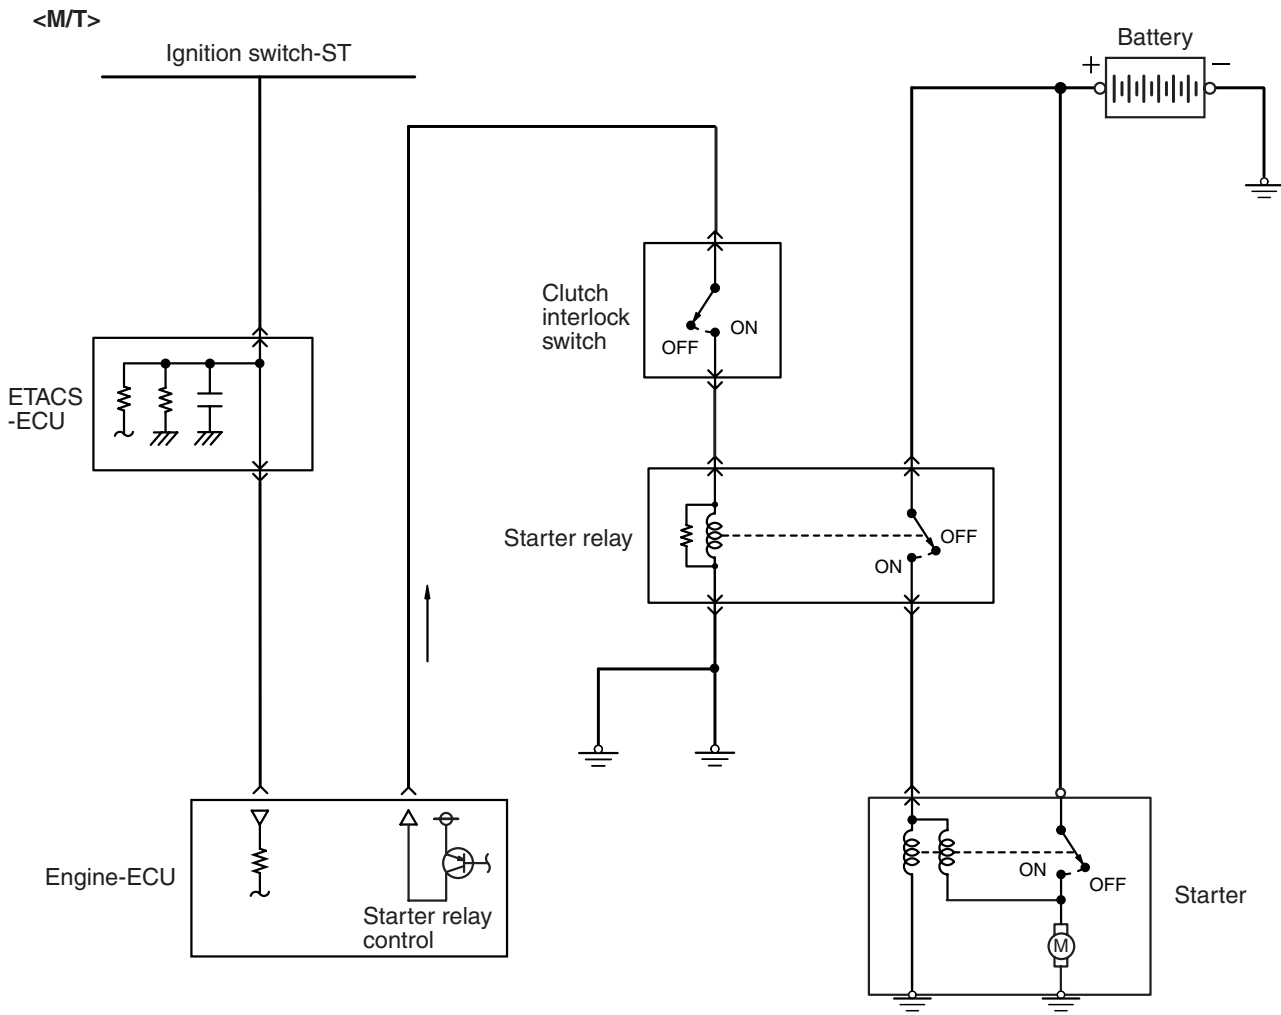 <M/T>
Ignition switch-ST
Battery
+
−
Clutch
interlock
switch
ON
OFF
ETACS
-ECU
Starter relay
OFF
ON
Engine-ECU
Starter relay
control
ON
OFF
M
Starter